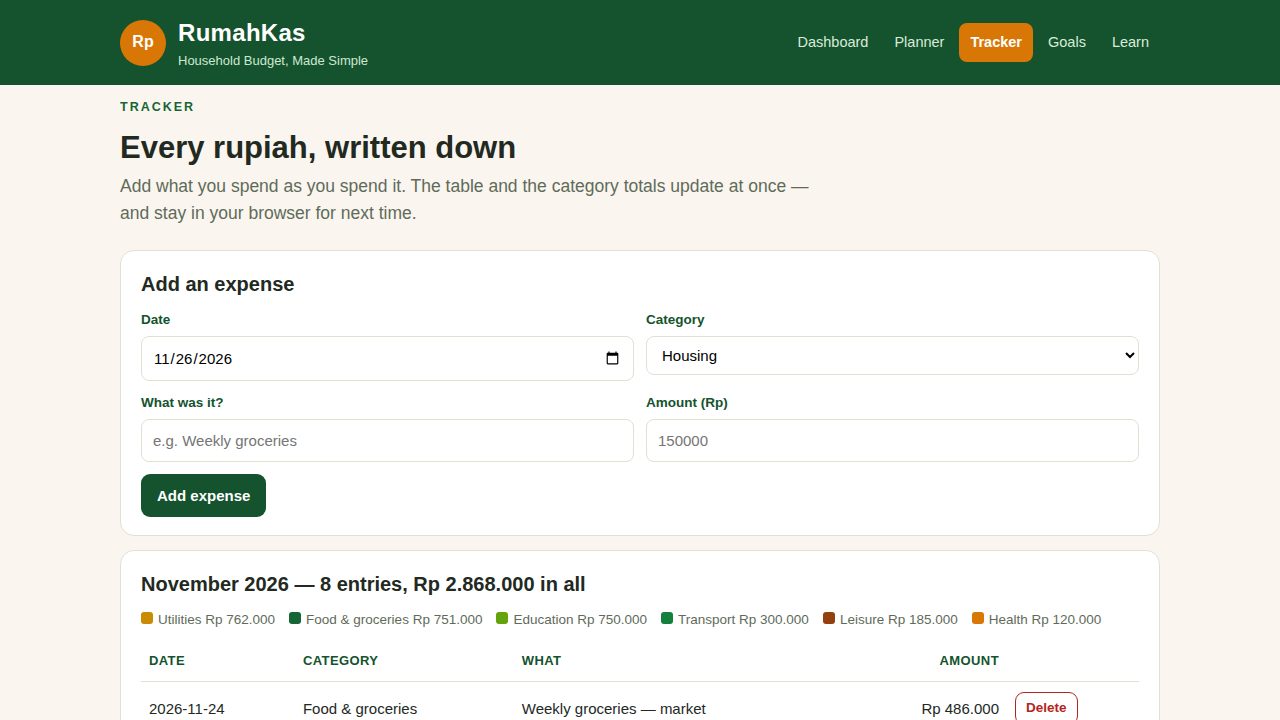 Rp
RumahKas
Household Budget, Made Simple
Dashboard Planner Tracker Goals Learn
TRACKER
Every rupiah, written down
Add what you spend as you spend it. The table and the category totals update at once —
and stay in your browser for next time.
Add an expense
Date Category
11/26/2026 Housing
What was it? Amount (Rp)
e.g. Weekly groceries 150000
Add expense
November 2026 — 8 entries, Rp 2.868.000 in all
Utilities Rp 762.000 Food & groceries Rp 751.000 Education Rp 750.000 Transport Rp 300.000 Leisure Rp 185.000 Health Rp 120.000
DATE CATEGORY WHAT AMOUNT
2026-11-24 Food & groceries Weekly groceries — market Rp 486.000 Delete